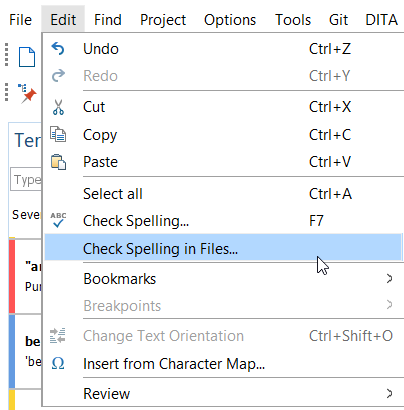 File Edit Find Project Options Tools Git DITA
Undo Ctrl+Z
Redo Ctrl+Y
Cut Ctrl+X
Copy Ctrl+C
Paste Ctrl+V
Select all Ctrl+A
ABC Check Spelling... F7
Check Spelling in Files...
Bookmarks
Breakpoints
Change Text Orientation Ctrl+Shift+O
Ω Insert from Character Map...
Review
Ter
Type
Seve
"ar
Pu
be
'be